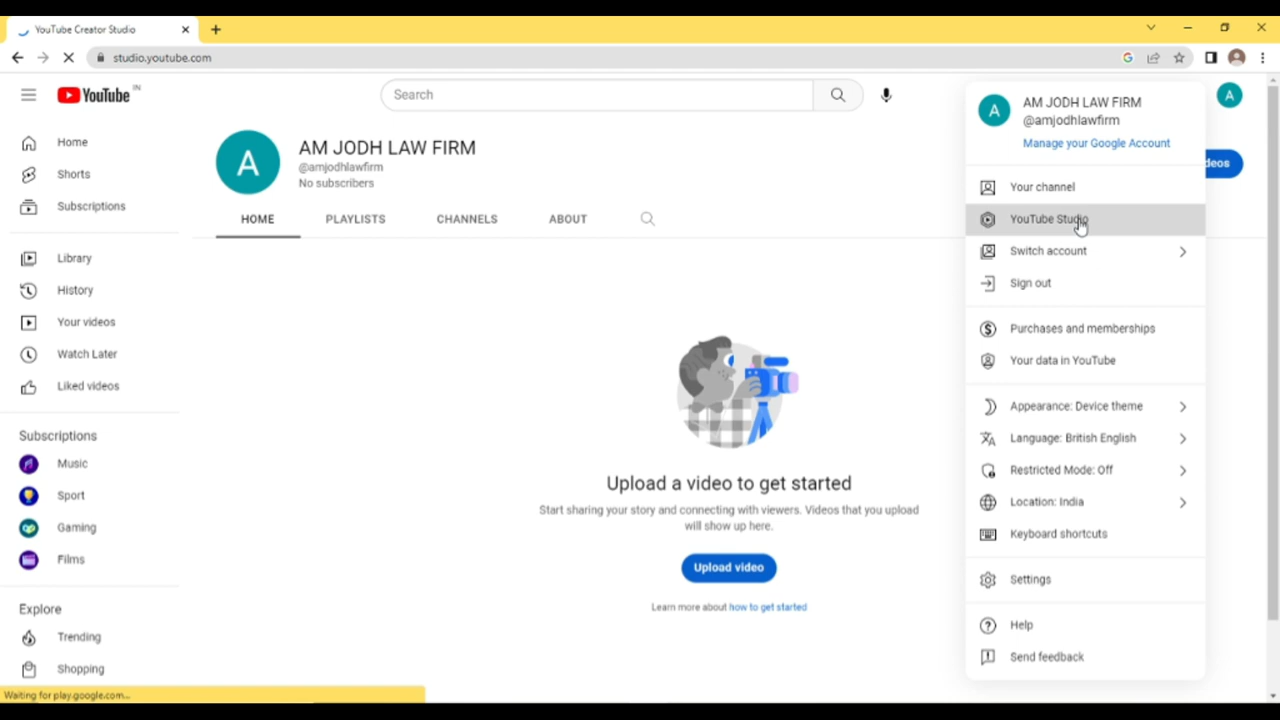 YouTube Creator Studio
studio.youtube.com
YouTube IN
Search
Home
Shorts
Subscriptions
Library
History
Your videos
Watch Later
Liked videos
Subscriptions
Music
Sport
Gaming
Films
Explore
Trending
Shopping
A
AM JODH LAW FIRM
@amjodhlawfirm
No subscribers
HOME PLAYLISTS CHANNELS ABOUT
Upload a video to get started
Start sharing your story and connecting with viewers. Videos that you upload
will show up here.
Upload video
Learn more about how to get started
A
A
AM JODH LAW FIRM
@amjodhlawfirm
Manage your Google Account
Your channel
YouTube Studio
Switch account
Sign out
Purchases and memberships
Your data in YouTube
Appearance: Device theme
Language: British English
Restricted Mode: Off
Location: India
Keyboard shortcuts
Settings
Help
Send feedback
deos
Waiting for play.google.com...